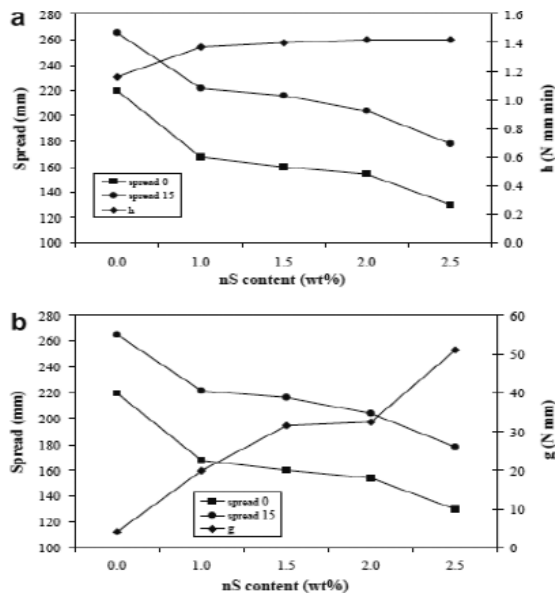 a
280
260
240
220
200
180
160
140
120
100
Spread (mm)
1.6
1.4
1.2
1.0
0.8
0.6
0.4
0.2
0.0
h (N mm min)
spread 0
spread 15
h
0.0 1.0 1.5 2.0 2.5
nS content (wt%)
b
280
260
240
220
200
180
160
140
120
100
Spread (mm)
60
50
40
30
20
10
0
g (N mm)
spread 0
spread 15
g
0.0 1.0 1.5 2.0 2.5
nS content (wt%)